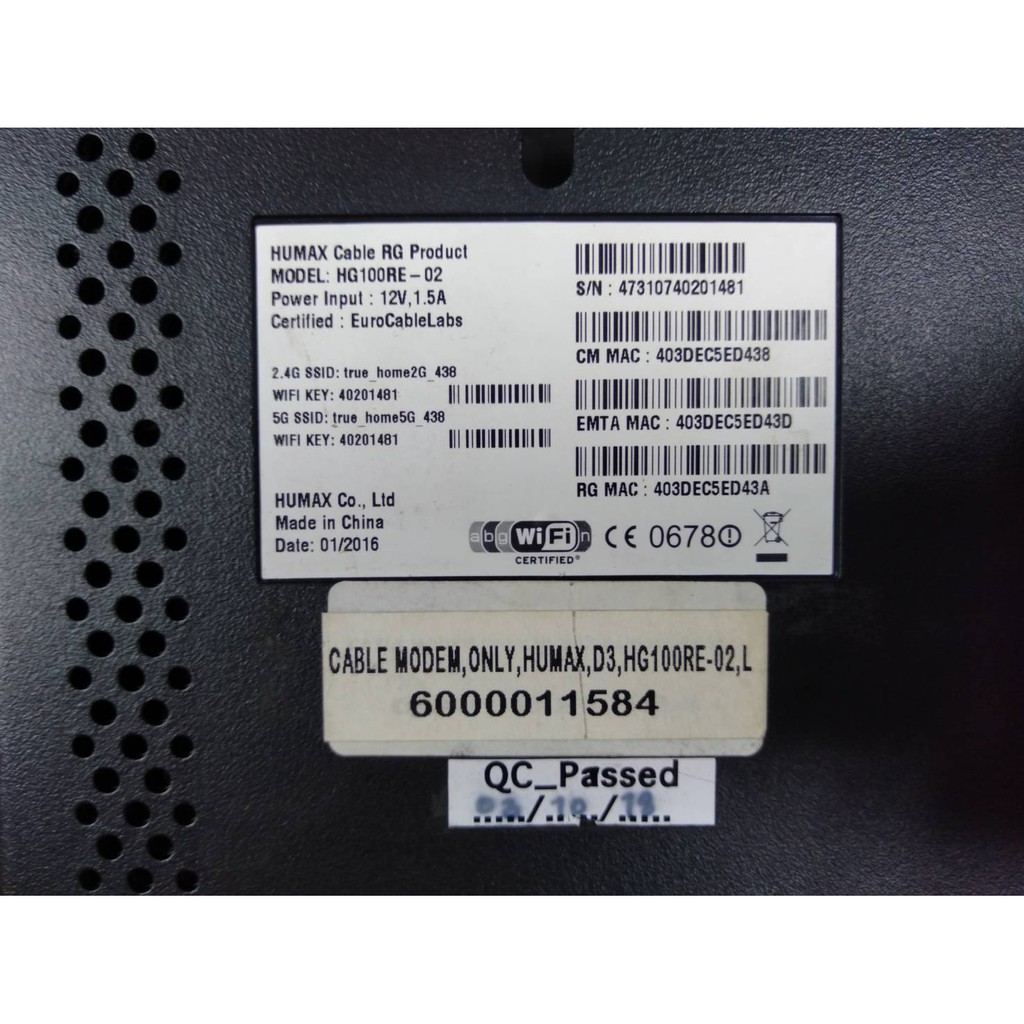 HUMAX Cable RG Product
MODEL: HG100RE-02
Power Input : 12V,1.5A
Certified : EuroCableLabs
2.4G SSID: true_home2G_438
WIFI KEY: 40201481
5G SSID: true_home5G_438
WIFI KEY: 40201481
HUMAX Co., Ltd
Made in China
Date: 01/2016
S/N : 47310740201481
CM MAC : 403DEC5ED438
EMTA MAC : 403DEC5ED43D
RG MAC : 403DEC5ED43A
abg WiFi n
CERTIFIED®
CE 0678
CABLE MODEM,ONLY,HUMAX,D3,HG100RE-02,L
6000011584
QC_Passed